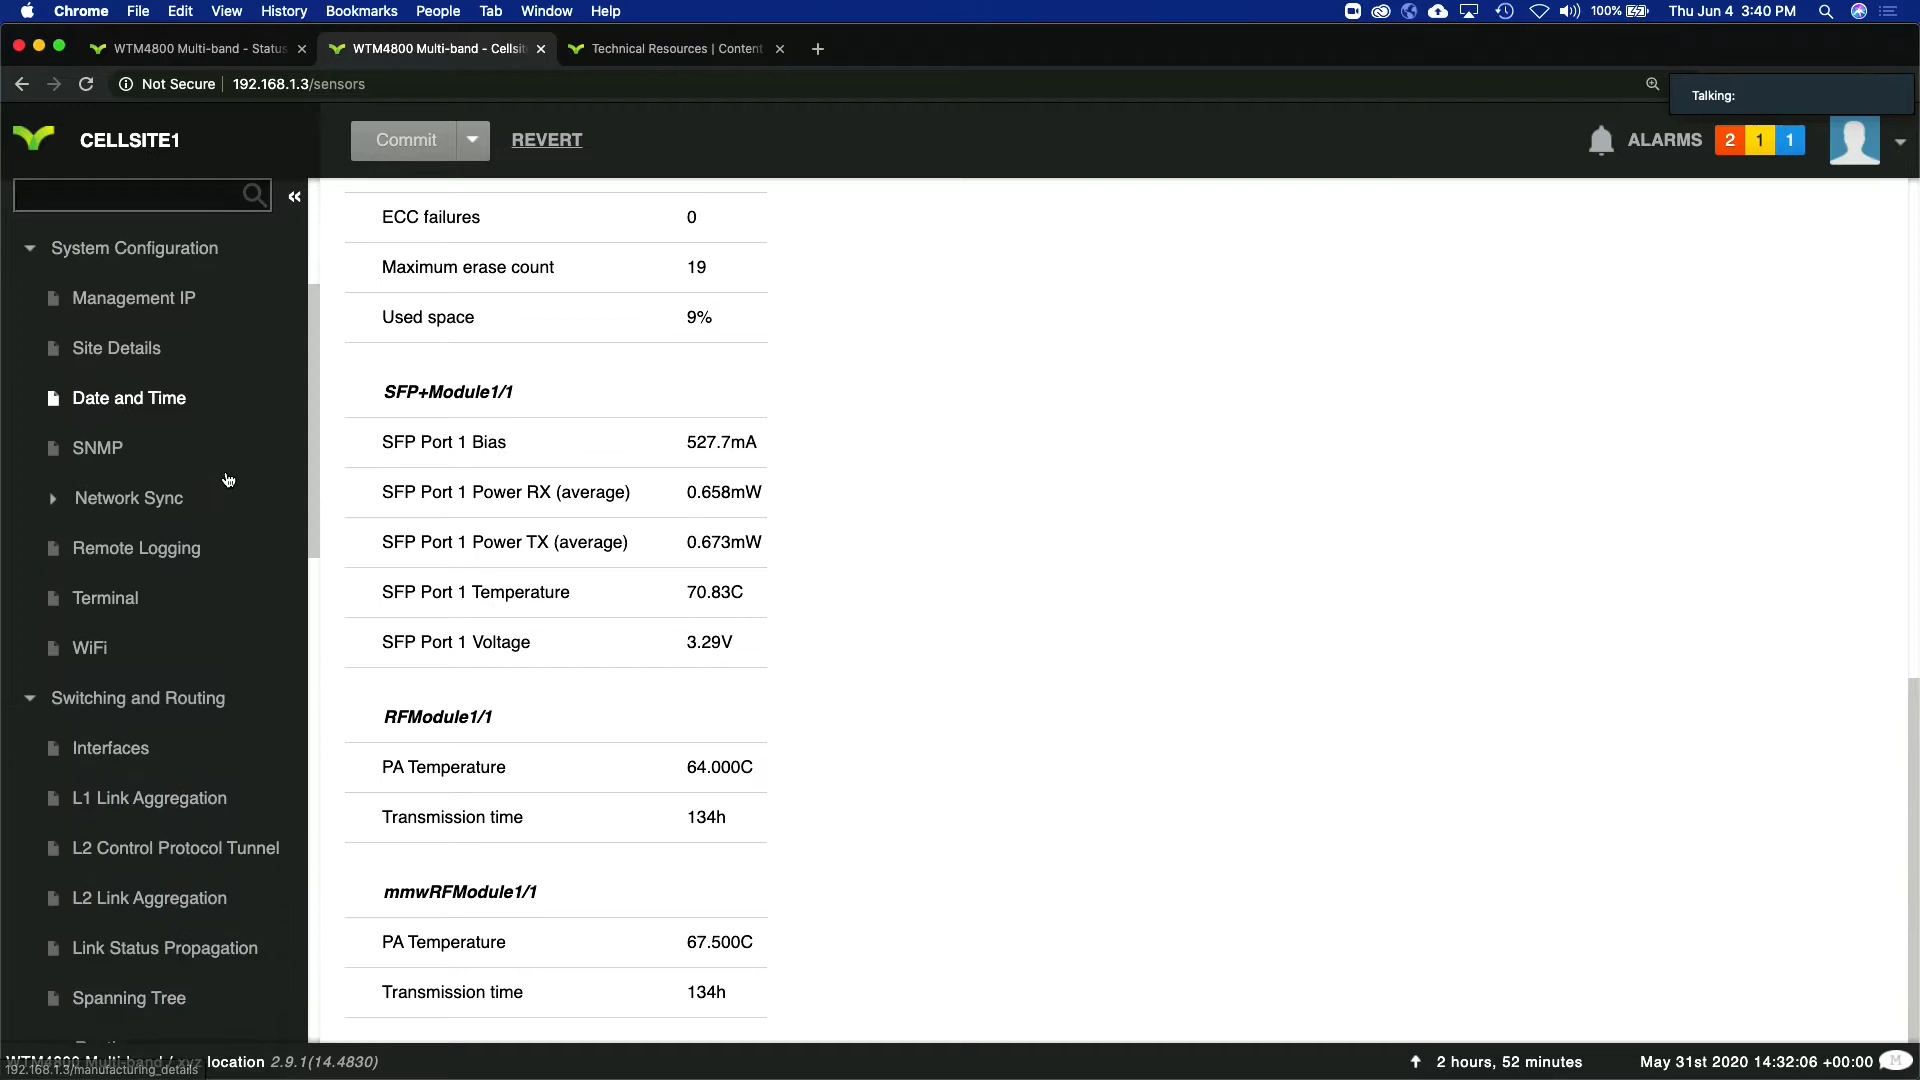 Chrome File Edit View History Bookmarks People Tab Window Help 100% Thu Jun 4 3:40 PM
WTM4800 Multi-band - Status WTM4800 Multi-band - Cellsit Technical Resources | Content
Not Secure 192.168.1.3/sensors
Talking:
CELLSITE1 Commit REVERT ALARMS 2 1 1
System Configuration
Management IP
Site Details
Date and Time
SNMP
Network Sync
Remote Logging
Terminal
WiFi
Switching and Routing
Interfaces
L1 Link Aggregation
L2 Control Protocol Tunnel
L2 Link Aggregation
Link Status Propagation
Spanning Tree
ECC failures 0
Maximum erase count 19
Used space 9%
SFP+Module1/1
SFP Port 1 Bias 527.7mA
SFP Port 1 Power RX (average) 0.658mW
SFP Port 1 Power TX (average) 0.673mW
SFP Port 1 Temperature 70.83C
SFP Port 1 Voltage 3.29V
RFModule1/1
PA Temperature 64.000C
Transmission time 134h
mmwRFModule1/1
PA Temperature 67.500C
Transmission time 134h
WTM4800 Multi-band / xyz location 2.9.1(14.4830) 2 hours, 52 minutes May 31st 2020 14:32:06 +00:00 M
192.168.1.3/manufacturing_details